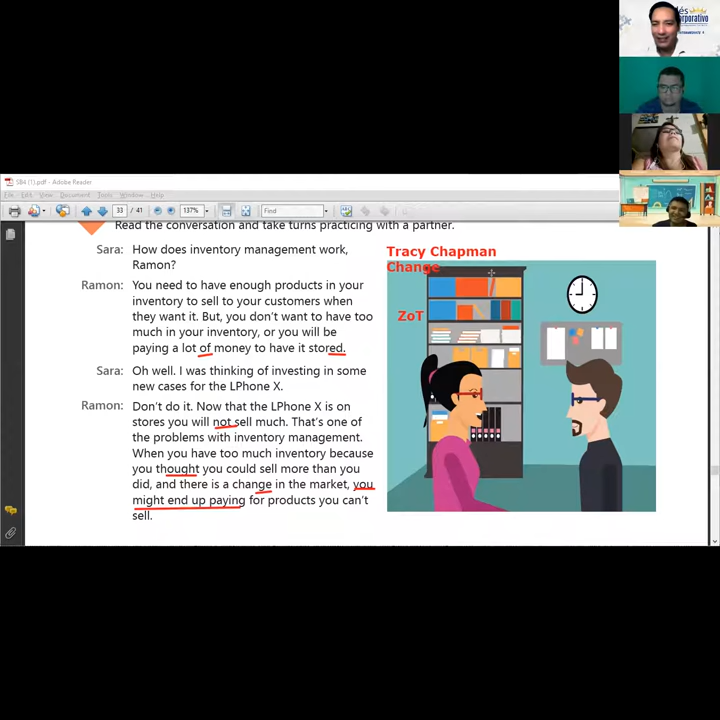 SB4 (1).pdf - Adobe Reader
File Edit View Document Tools Window Help
33 / 41 137% Find
Read the conversation and take turns practicing with a partner.
Sara: How does inventory management work,
Ramon?
Ramon: You need to have enough products in your
inventory to sell to your customers when
they want it. But, you don't want to have too
much in your inventory, or you will be
paying a lot of money to have it stored.
Sara: Oh well. I was thinking of investing in some
new cases for the LPhone X.
Ramon: Don't do it. Now that the LPhone X is on
stores you will not sell much. That's one of
the problems with inventory management.
When you have too much inventory because
you thought you could sell more than you
did, and there is a change in the market, you
might end up paying for products you can't
sell.
Tracy Chapman
Change
ZoT